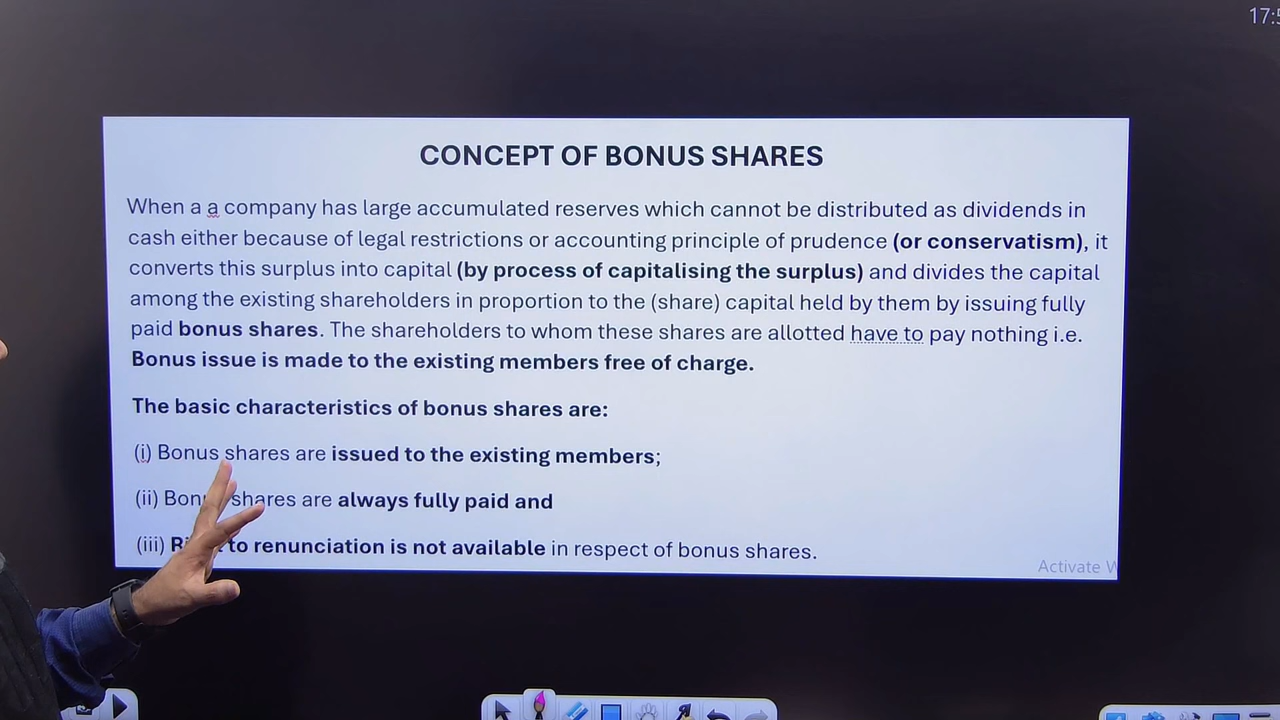 17:5
CONCEPT OF BONUS SHARES
When a a company has large accumulated reserves which cannot be distributed as dividends in
cash either because of legal restrictions or accounting principle of prudence (or conservatism), it
converts this surplus into capital (by process of capitalising the surplus) and divides the capital
among the existing shareholders in proportion to the (share) capital held by them by issuing fully
paid bonus shares. The shareholders to whom these shares are allotted have to pay nothing i.e.
Bonus issue is made to the existing members free of charge.
The basic characteristics of bonus shares are:
(i) Bonus shares are issued to the existing members;
(ii) Bonus shares are always fully paid and
(iii) to renunciation is not available in respect of bonus shares.
Activate W